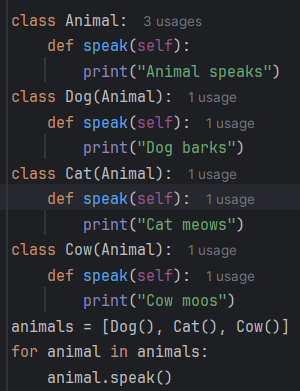 class Animal: 3 usages
    def speak(self):
        print("Animal speaks")
class Dog(Animal): 1 usage
    def speak(self): 1 usage
        print("Dog barks")
class Cat(Animal): 1 usage
    def speak(self): 1 usage
        print("Cat meows")
class Cow(Animal): 1 usage
    def speak(self): 1 usage
        print("Cow moos")
animals = [Dog(), Cat(), Cow()]
for animal in animals:
    animal.speak()